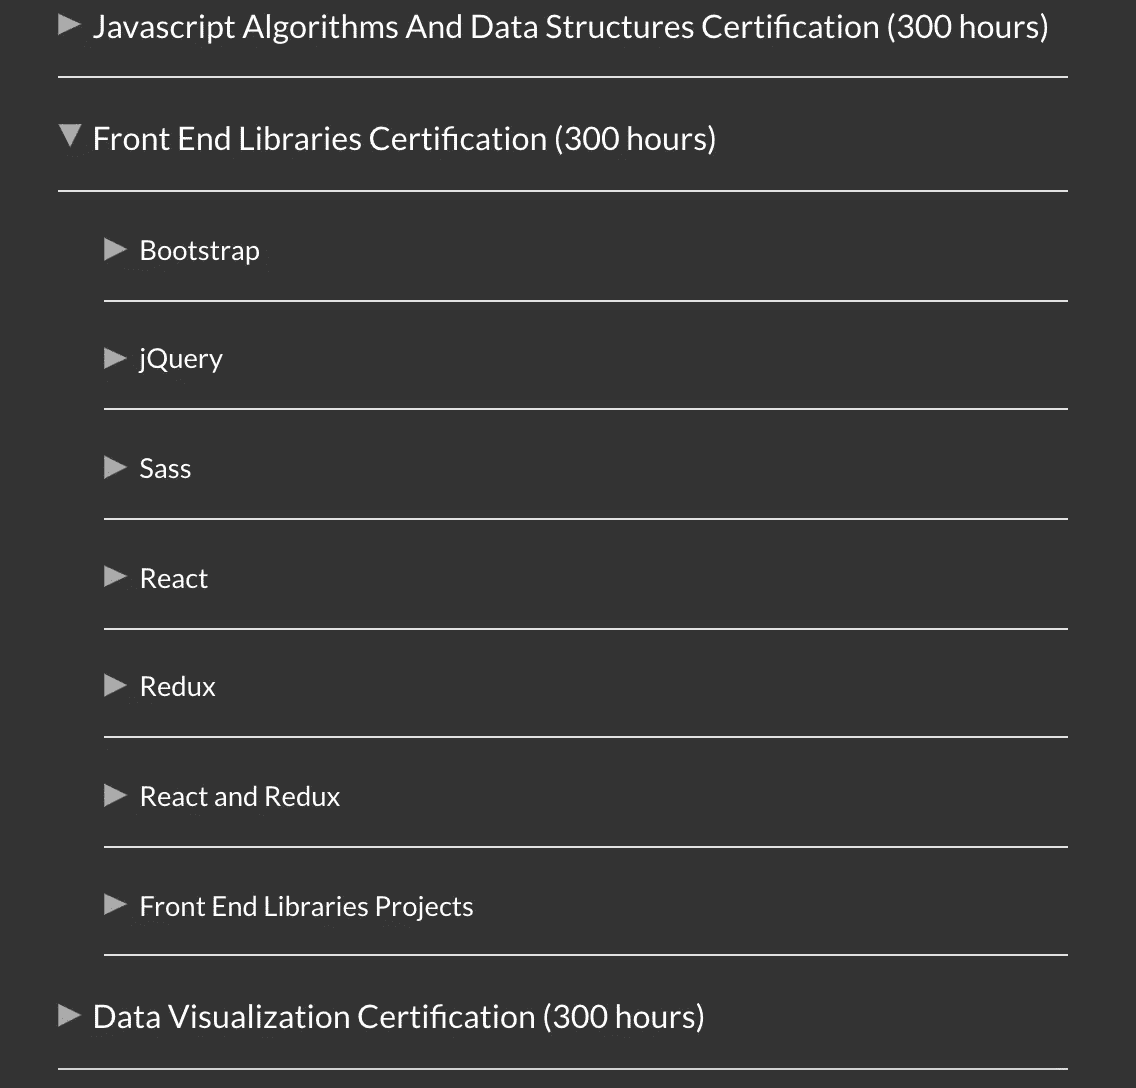 Javascript Algorithms And Data Structures Certification (300 hours)
Front End Libraries Certification (300 hours)
Bootstrap
jQuery
Sass
React
Redux
React and Redux
Front End Libraries Projects
Data Visualization Certification (300 hours)